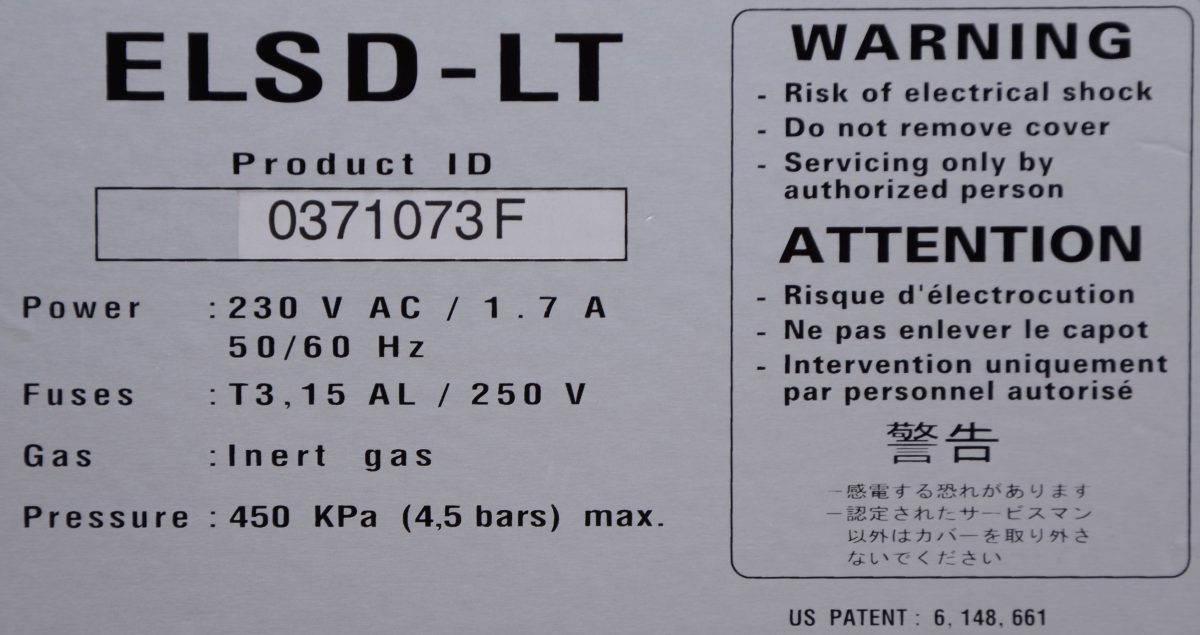 ELSD-LT
Product ID
0371073F
Power : 230 V AC / 1.7 A
50/60 Hz
Fuses : T3,15 AL / 250 V
Gas : Inert gas
Pressure : 450 KPa (4,5 bars) max.
WARNING
- Risk of electrical shock
- Do not remove cover
- Servicing only by
authorized person
ATTENTION
- Risque d'électrocution
- Ne pas enlever le capot
- Intervention uniquement
par personnel autorisé
警告
－感電する恐れがあります
－認定されたサービスマン
以外はカバーを取り外さ
ないでください
US PATENT : 6, 148, 661